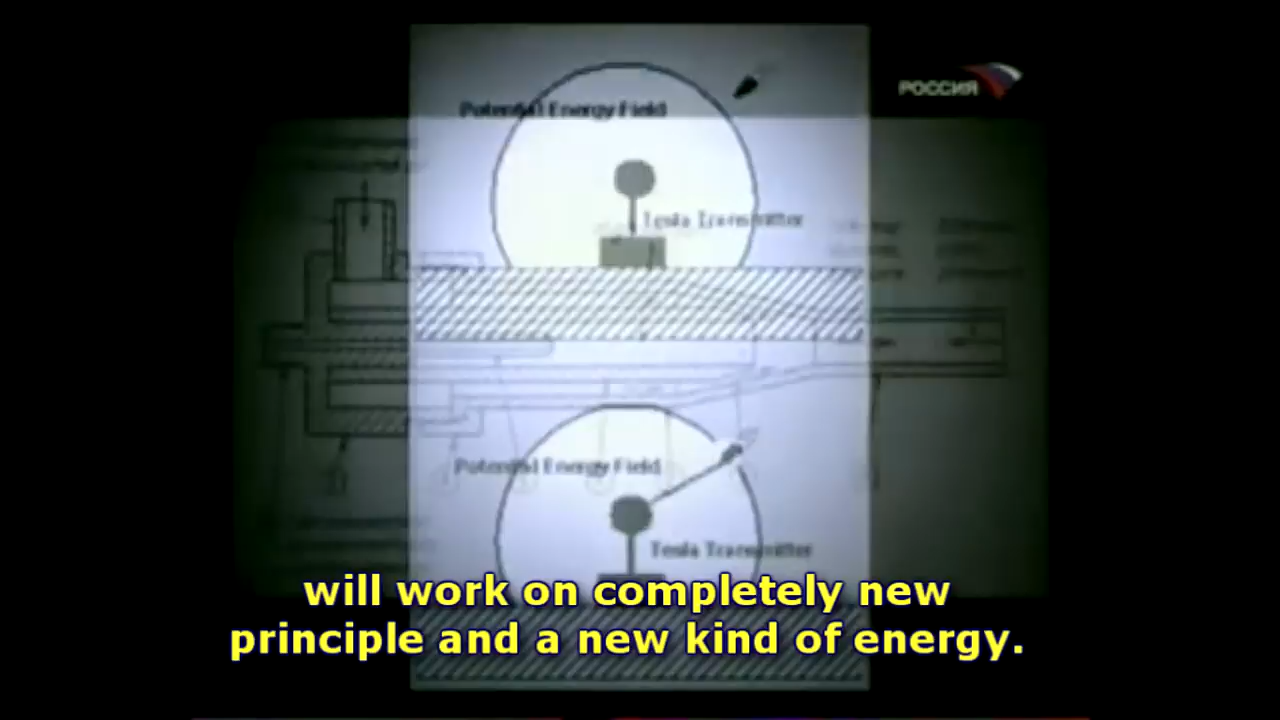 РОССИЯ
Potential Energy Field
Tesla Transmitter
Potential Energy Field
Tesla Transmitter
will work on completely new
principle and a new kind of energy.